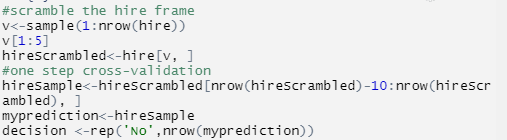 #scramble the hire frame
v<-sample(1:nrow(hire))
v[1:5]
hireScrambled<-hire[v, ]
#one step cross-validation
hireSample<-hireScrambled[nrow(hireScrambled)-10:nrow(hireScr
ambled), ]
myprediction<-hireSample
decision <-rep('No',nrow(myprediction))